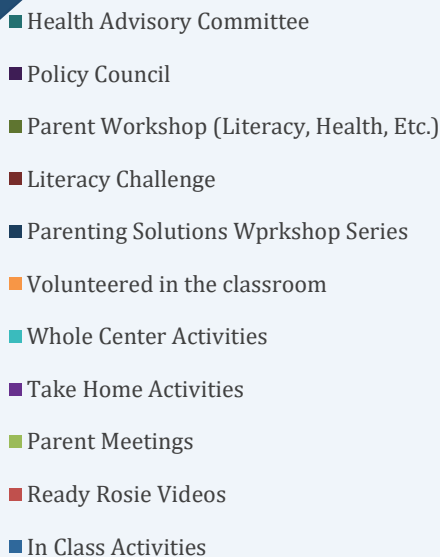 Health Advisory Committee
Policy Council
Parent Workshop (Literacy, Health, Etc.)
Literacy Challenge
Parenting Solutions Wprkshop Series
Volunteered in the classroom
Whole Center Activities
Take Home Activities
Parent Meetings
Ready Rosie Videos
In Class Activities